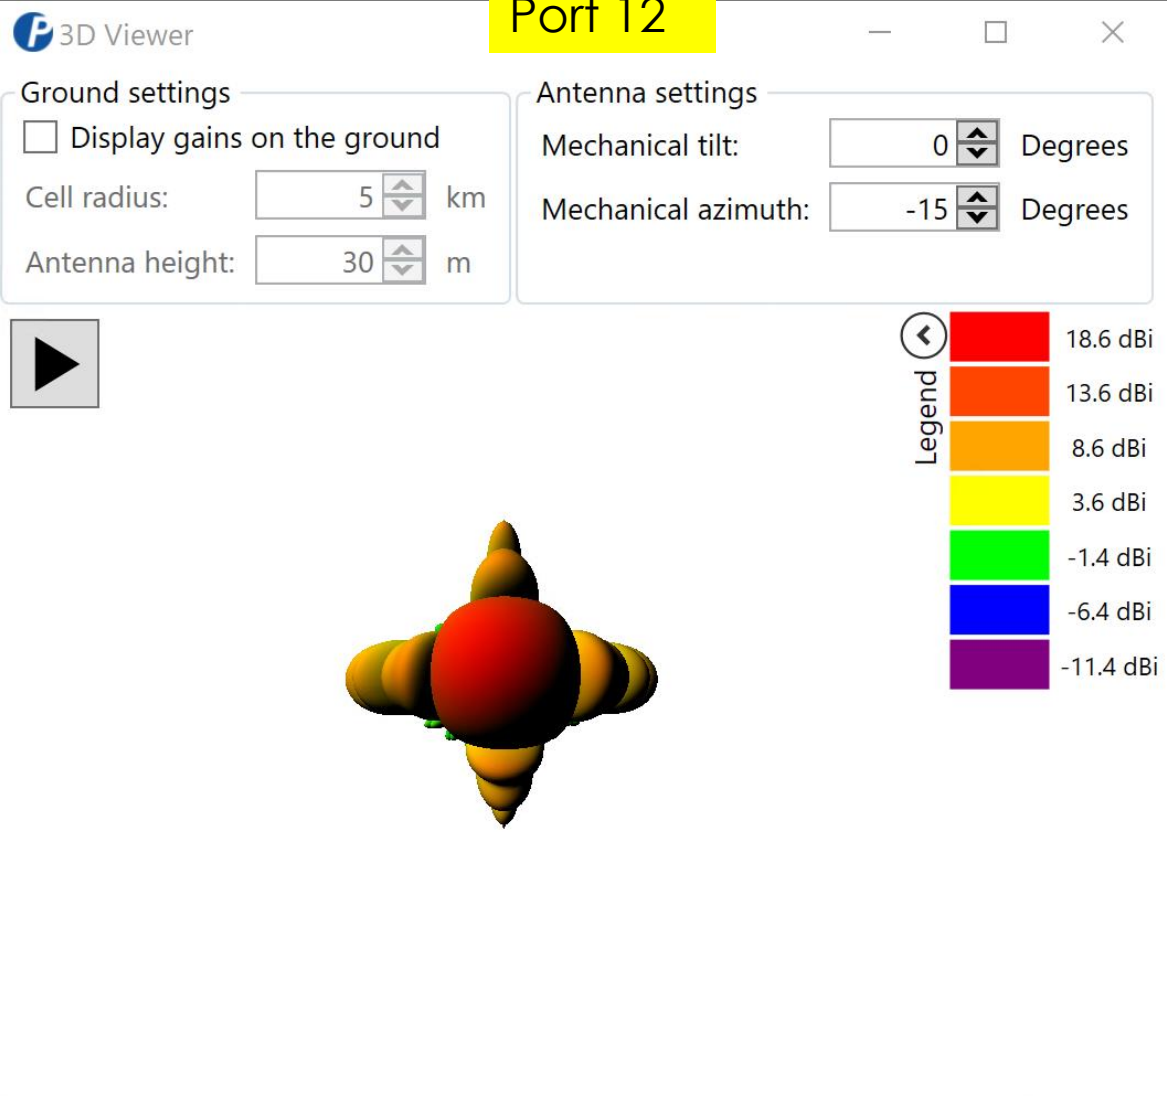 Port 12
3D Viewer
Ground settings
Display gains on the ground
Cell radius: 5 km
Antenna height: 30 m
Antenna settings
Mechanical tilt: 0 Degrees
Mechanical azimuth: -15 Degrees
Legend
18.6 dBi
13.6 dBi
8.6 dBi
3.6 dBi
-1.4 dBi
-6.4 dBi
-11.4 dBi